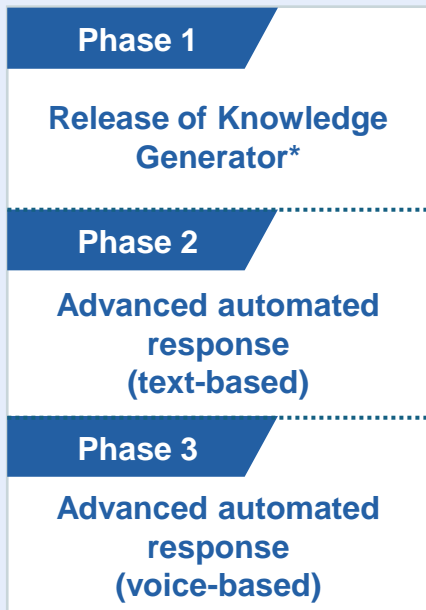 Phase 1
Release of Knowledge
Generator*
Phase 2
Advanced automated
response
(text-based)
Phase 3
Advanced automated
response
(voice-based)